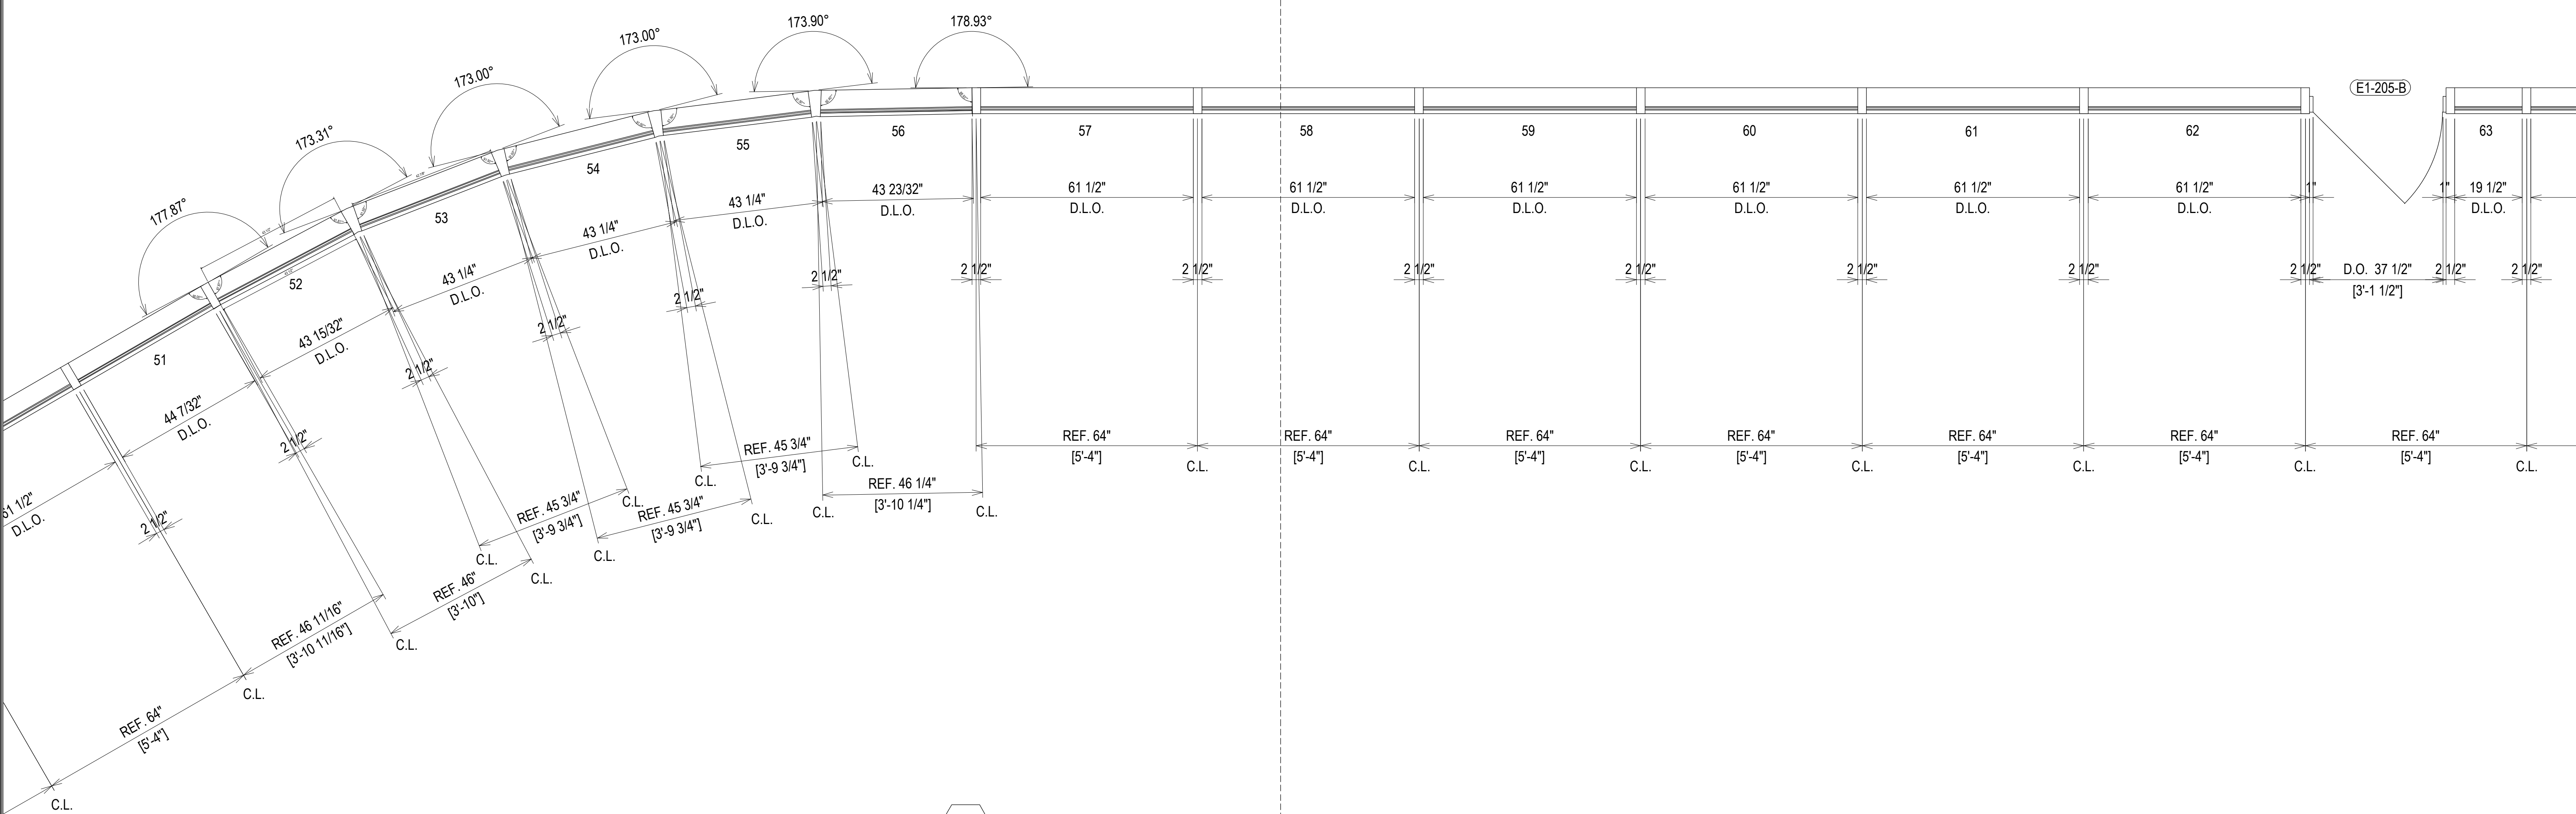 173.90°
178.93°
173.00°
173.00°
173.31°
177.87°
E1-205-B
51
52
53
54
55
56
57
58
59
60
61
62
63
61 1/2"
D.L.O.
44 7/32"
D.L.O.
43 15/32"
D.L.O.
43 1/4"
D.L.O.
43 1/4"
D.L.O.
43 1/4"
D.L.O.
43 23/32"
D.L.O.
61 1/2"
D.L.O.
61 1/2"
D.L.O.
61 1/2"
D.L.O.
61 1/2"
D.L.O.
61 1/2"
D.L.O.
61 1/2"
D.L.O.
1"
1"
19 1/2"
D.L.O.
2 1/2"
2 1/2"
2 1/2"
2 1/2"
2 1/2"
2 1/2"
2 1/2"
2 1/2"
2 1/2"
2 1/2"
2 1/2"
2 1/2"
2 1/2"
D.O. 37 1/2"
[3'-1 1/2"]
2 1/2"
2 1/2"
REF. 64"
[5'-4"]
C.L.
REF. 46 11/16"
[3'-10 11/16"]
C.L.
REF. 46"
[3'-10"]
C.L.
C.L.
REF. 45 3/4"
[3'-9 3/4"]
C.L.
C.L.
REF. 45 3/4"
[3'-9 3/4"]
C.L.
C.L.
REF. 45 3/4"
[3'-9 3/4"]
C.L.
C.L.
REF. 46 1/4"
[3'-10 1/4"]
C.L.
C.L.
REF. 64"
[5'-4"]
C.L.
REF. 64"
[5'-4"]
C.L.
REF. 64"
[5'-4"]
C.L.
REF. 64"
[5'-4"]
C.L.
REF. 64"
[5'-4"]
C.L.
REF. 64"
[5'-4"]
C.L.
REF. 64"
[5'-4"]
C.L.